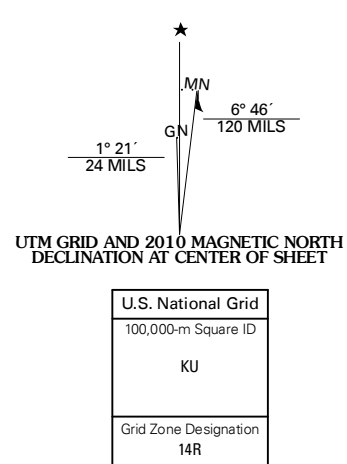 MN
6° 46´
120 MILS
GN
1° 21´
24 MILS
UTM GRID AND 2010 MAGNETIC NORTH
DECLINATION AT CENTER OF SHEET
U.S. National Grid
100,000-m Square ID
KU
Grid Zone Designation
14R